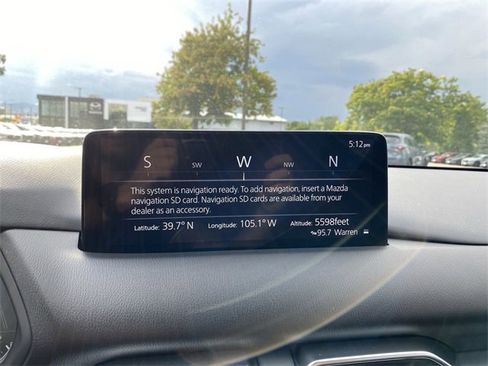 5:12pm
S SW W NW N
This system is navigation ready. To add navigation, insert a Mazda
navigation SD card. Navigation SD cards are available from your
dealer as an accessory.
Latitude: 39.7° N Longitude: 105.1° W Altitude: 5598feet
95.7 Warren